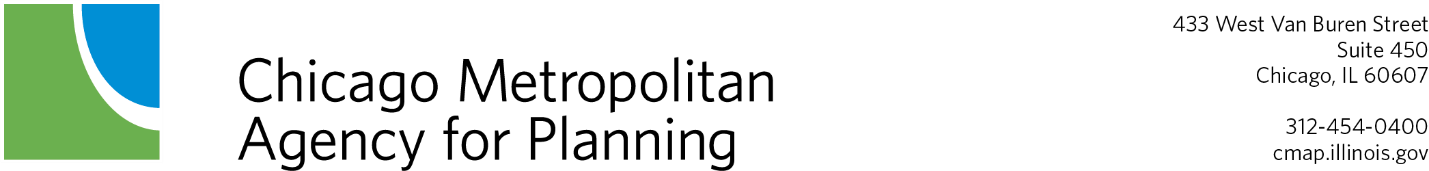 Chicago Metropolitan
Agency for Planning
433 West Van Buren Street
Suite 450
Chicago, IL 60607
312-454-0400
cmap.illinois.gov